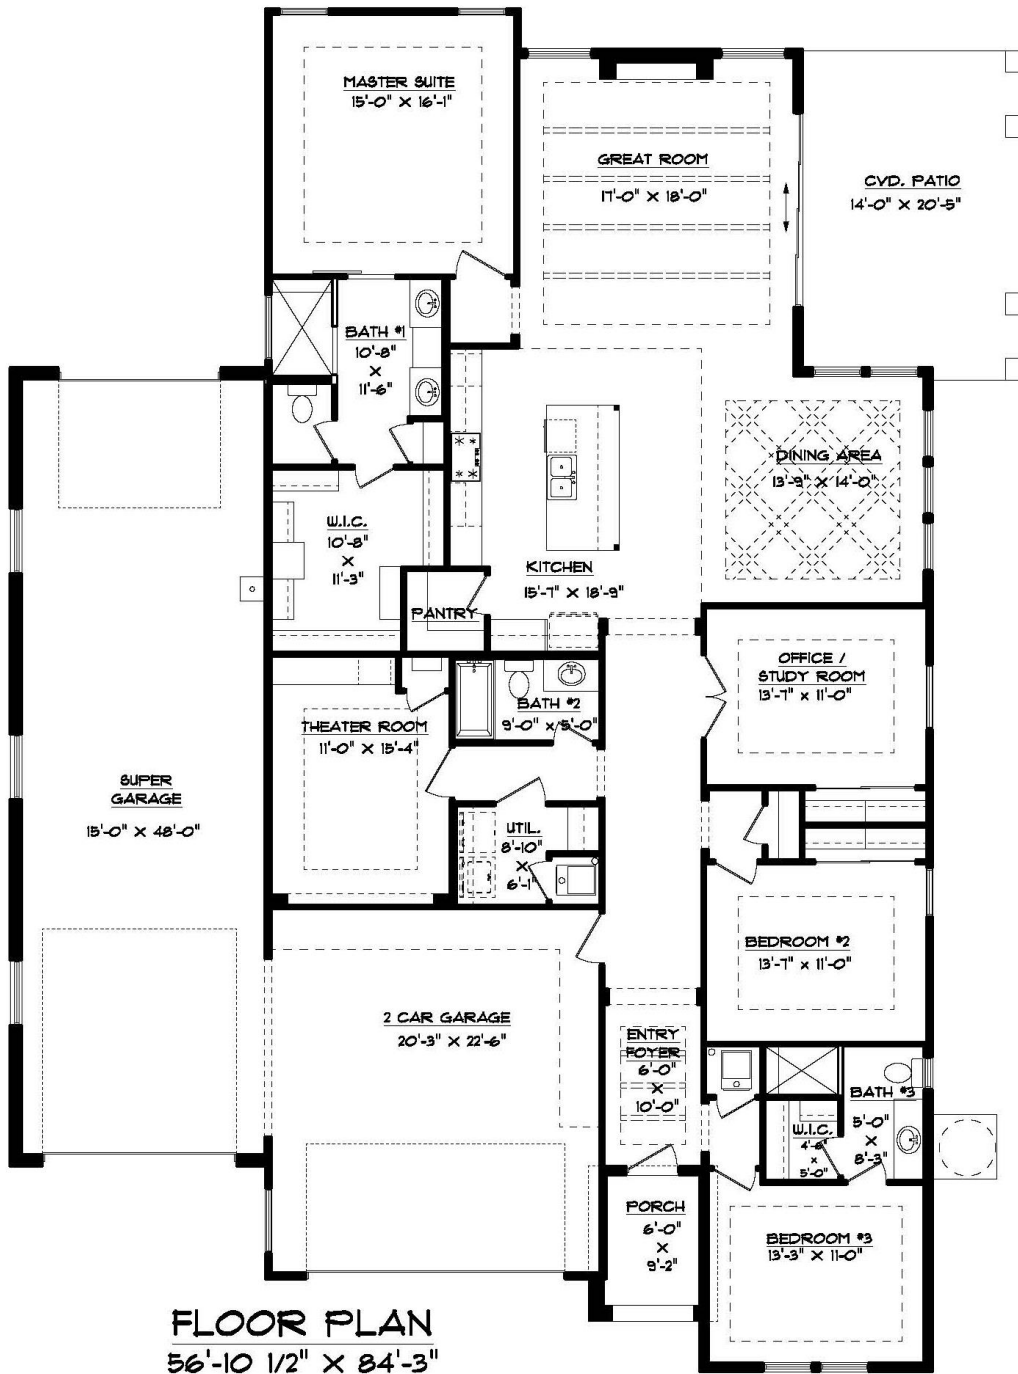 MASTER SUITE
15'-0" X 16'-1"
GREAT ROOM
17'-0" X 18'-0"
CVD. PATIO
14'-0" X 20'-5"
BATH #1
10'-8"
X
11'-6"
DINING AREA
13'-9" X 14'-0"
W.I.C.
10'-8"
X
11'-3"
KITCHEN
15'-7" X 18'-9"
PANTRY
OFFICE /
STUDY ROOM
13'-7" X 11'-0"
BATH #2
9'-0" X 5'-0"
THEATER ROOM
11'-0" X 15'-4"
SUPER
GARAGE
15'-0" X 48'-0"
UTIL.
8'-10"
X
6'-1"
BEDROOM #2
13'-7" X 11'-0"
2 CAR GARAGE
20'-3" X 22'-6"
ENTRY
FOYER
6'-0"
X
10'-0"
BATH #3
5'-0"
X
8'-3"
W.I.C.
X
5'-0"
PORCH
6'-0"
X
9'-2"
BEDROOM #3
13'-3" X 11-0"
FLOOR PLAN
56'-10 1/2" X 84'-3"